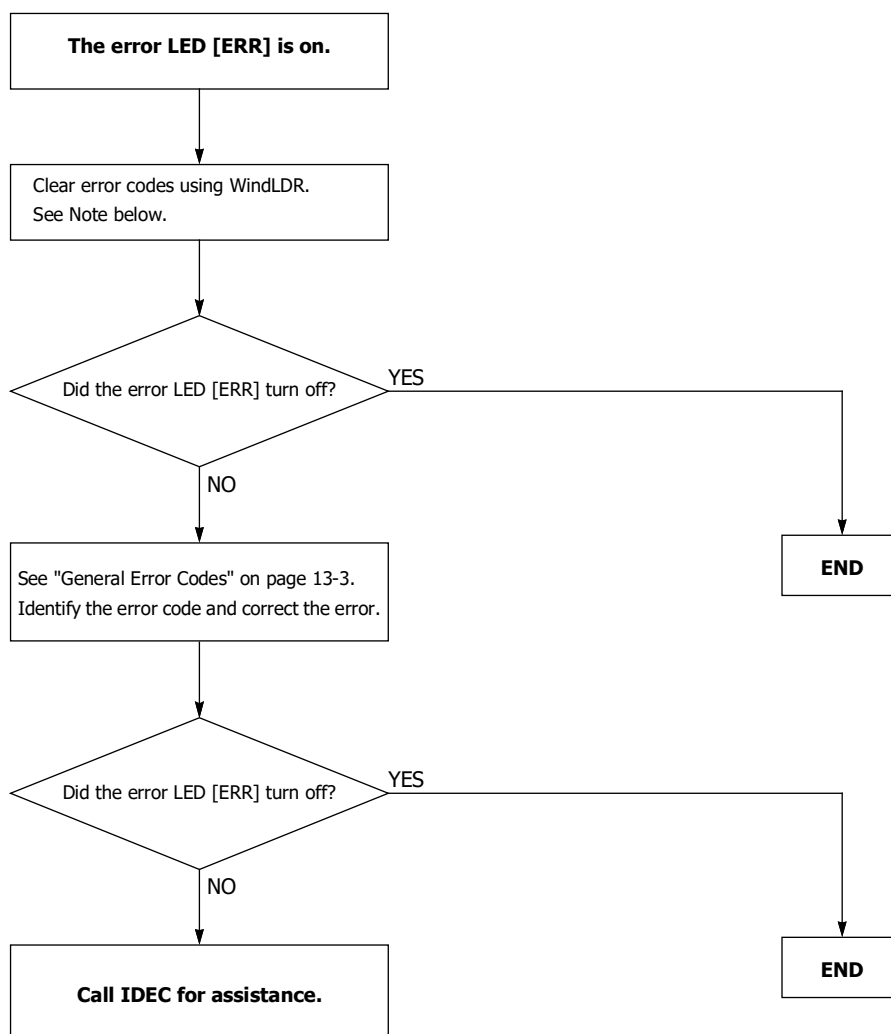 The error LED [ERR] is on.
Clear error codes using WindLDR.
See Note below.
Did the error LED [ERR] turn off?
YES
NO
END
See "General Error Codes" on page 13-3.
Identify the error code and correct the error.
Did the error LED [ERR] turn off?
YES
NO
END
Call IDEC for assistance.